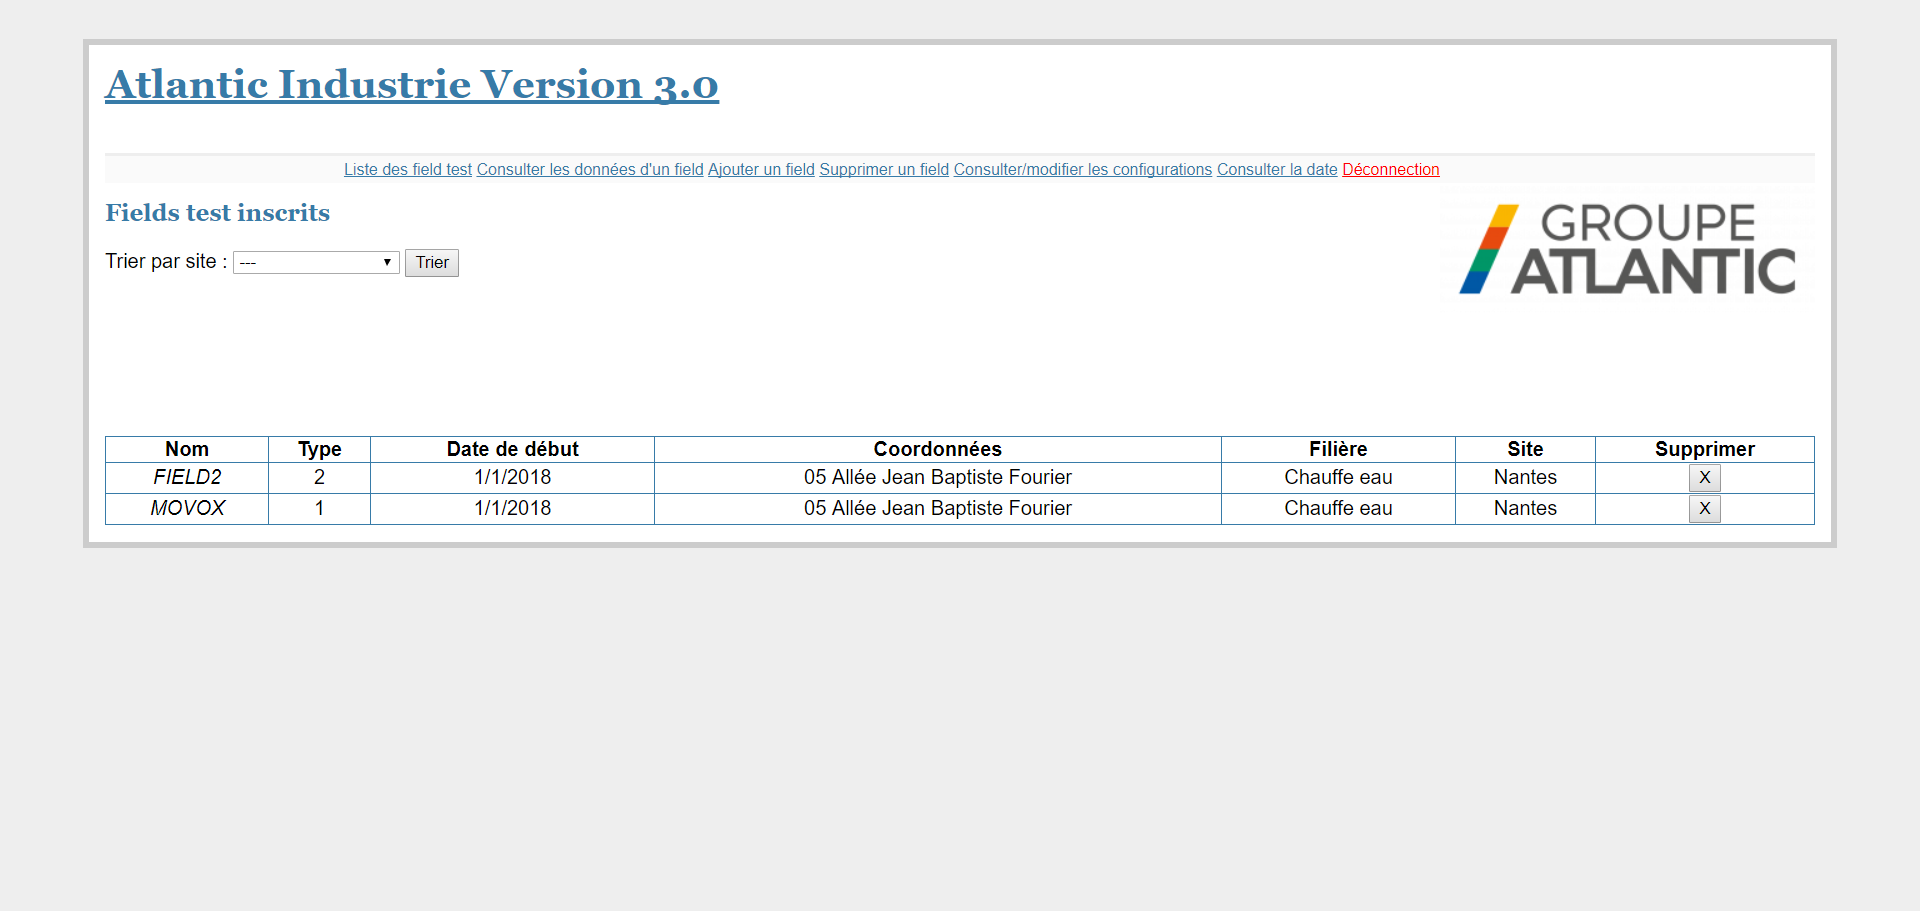 Atlantic Industrie Version 3.0
Liste des field test Consulter les données d'un field Ajouter un field Supprimer un field Consulter/modifier les configurations Consulter la date Déconnection
Fields test inscrits
GROUPE
ATLANTIC
Trier par site : --- Trier
Nom Type Date de début Coordonnées Filière Site Supprimer
FIELD2 2 1/1/2018 05 Allée Jean Baptiste Fourier Chauffe eau Nantes X
MOVOX 1 1/1/2018 05 Allée Jean Baptiste Fourier Chauffe eau Nantes X